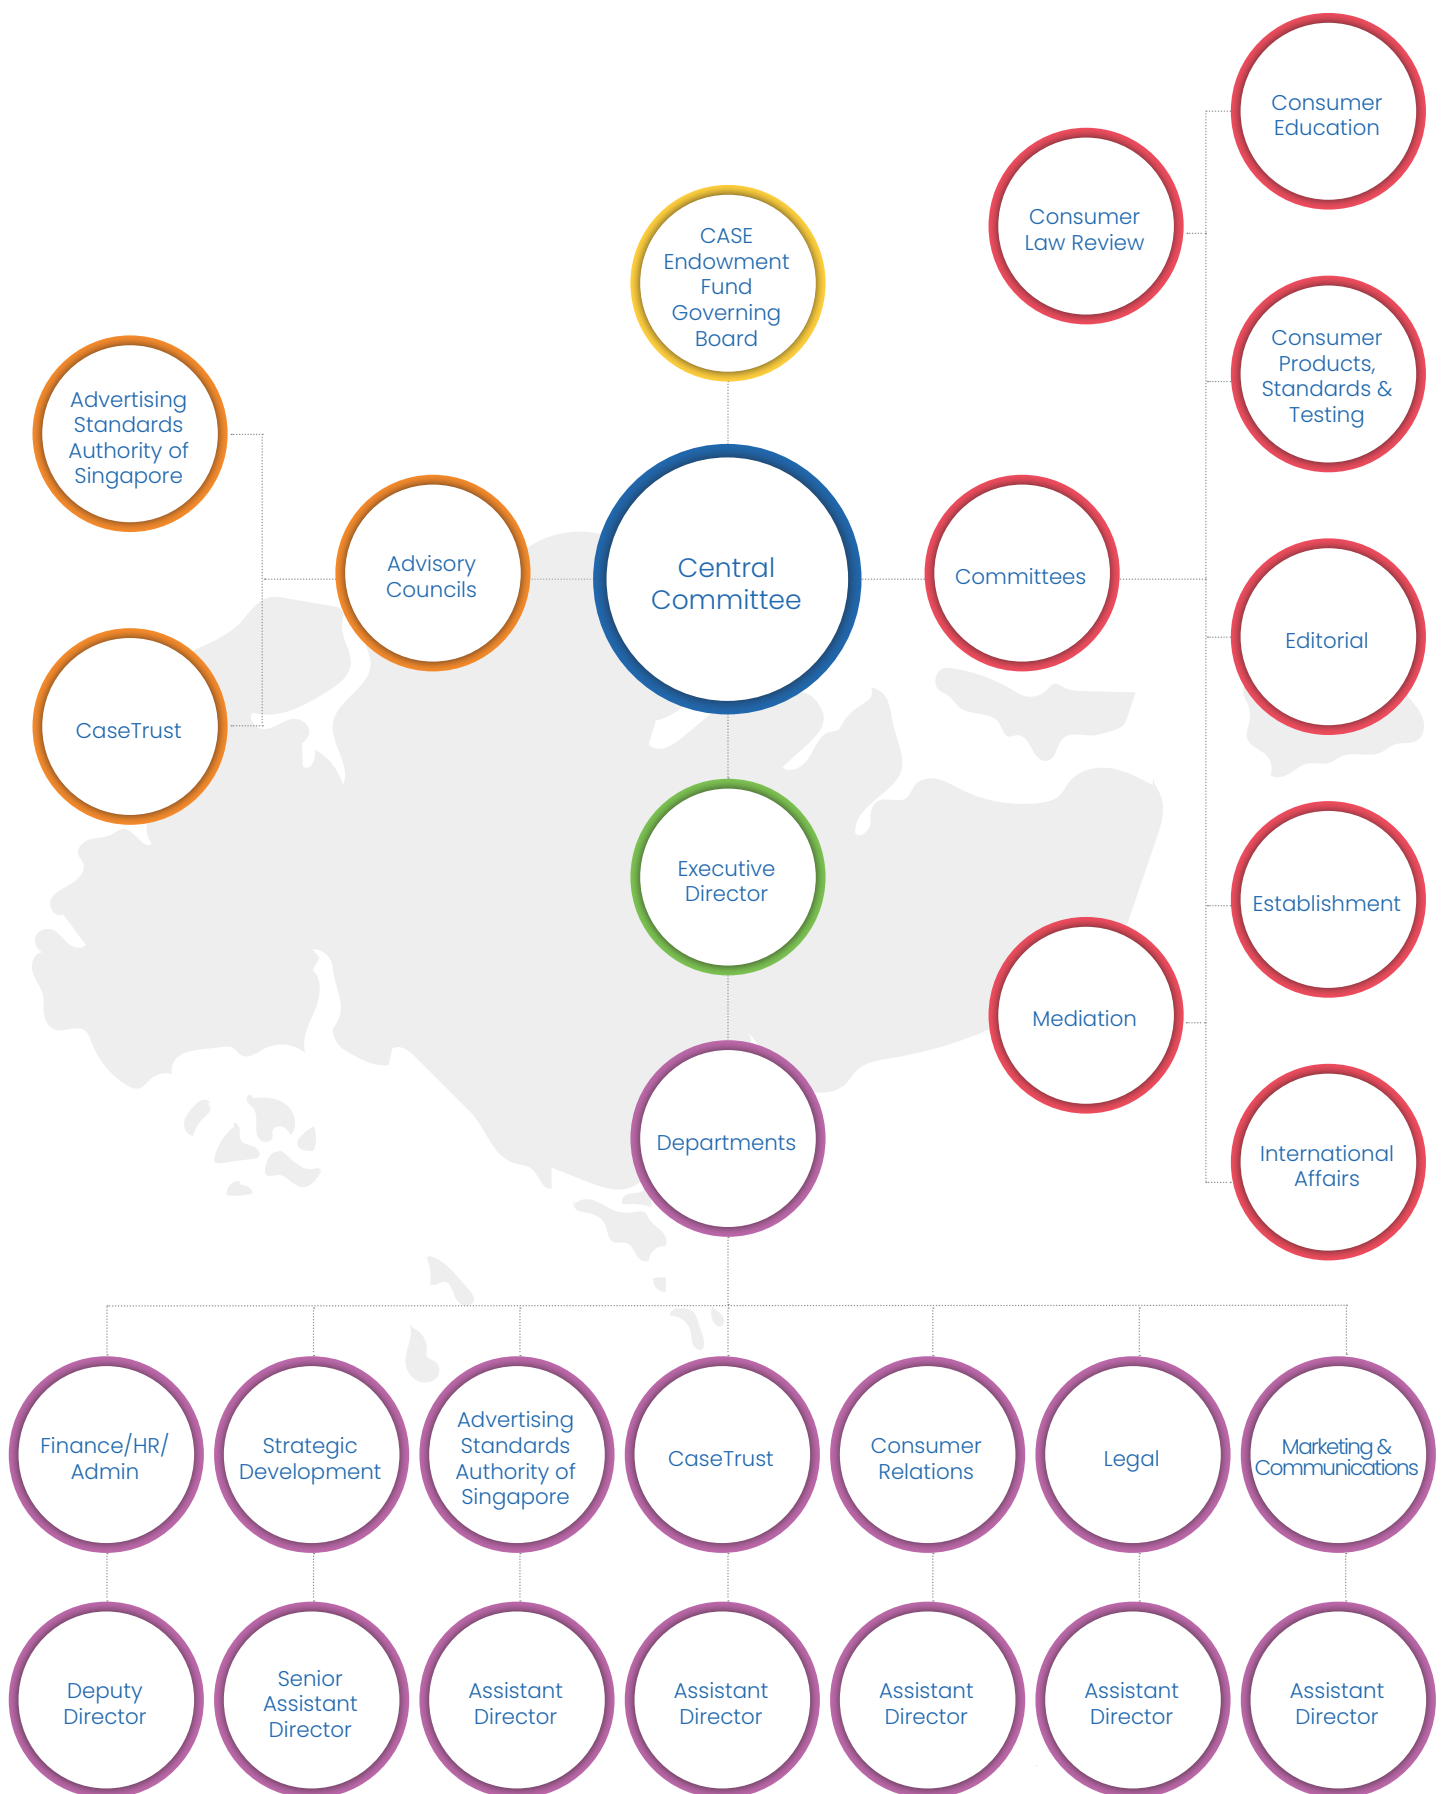 Consumer
Education
Consumer
Law Review
CASE
Endowment
Fund
Governing
Board
Consumer
Products,
Standards &
Testing
Advertising
Standards
Authority of
Singapore
Advisory
Councils
Central
Committee
Committees
Editorial
CaseTrust
Executive
Director
Establishment
Mediation
Departments
International
Affairs
Finance/HR/
Admin
Strategic
Development
Advertising
Standards
Authority of
Singapore
CaseTrust
Consumer
Relations
Legal
Marketing &
Communications
Deputy
Director
Senior
Assistant
Director
Assistant
Director
Assistant
Director
Assistant
Director
Assistant
Director
Assistant
Director